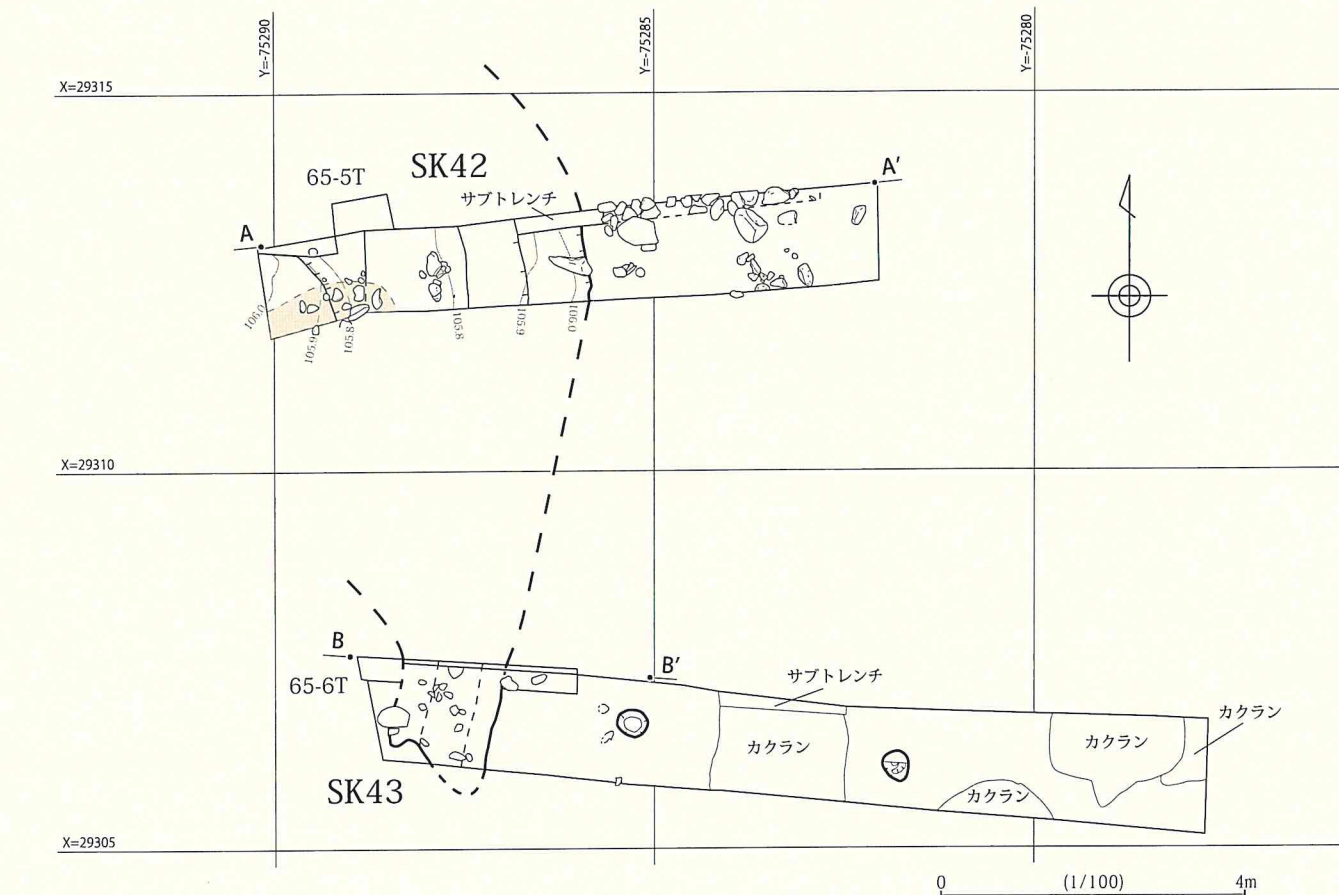 Y=-75290
Y=-75285
Y=-75280
X=29315
SK42
65-5T
サブトレンチ
A
A'
106.0
105.9
105.8
105.8
105.9
106.0
X=29310
B
B'
65-6T
サブトレンチ
カクラン
カクラン
カクラン
カクラン
SK43
X=29305
0
(1/100)
4m